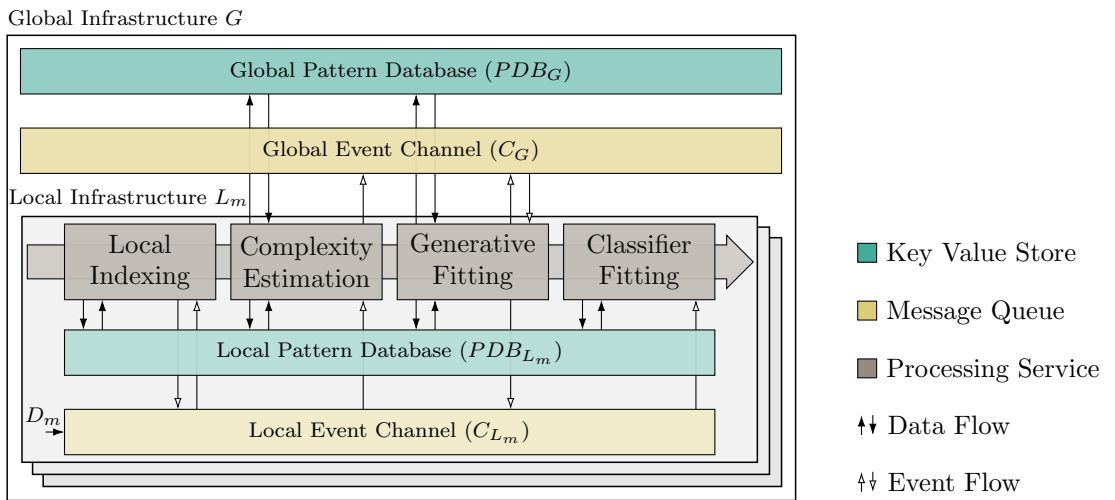 Global Infrastructure G
Global Pattern Database (PDB_G)
Global Event Channel (C_G)
Local Infrastructure L_m
Local
Indexing
Complexity
Estimation
Generative
Fitting
Classifier
Fitting
Local Pattern Database (PDB_{L_m})
D_m
Local Event Channel (C_{L_m})
Key Value Store
Message Queue
Processing Service
Data Flow
Event Flow